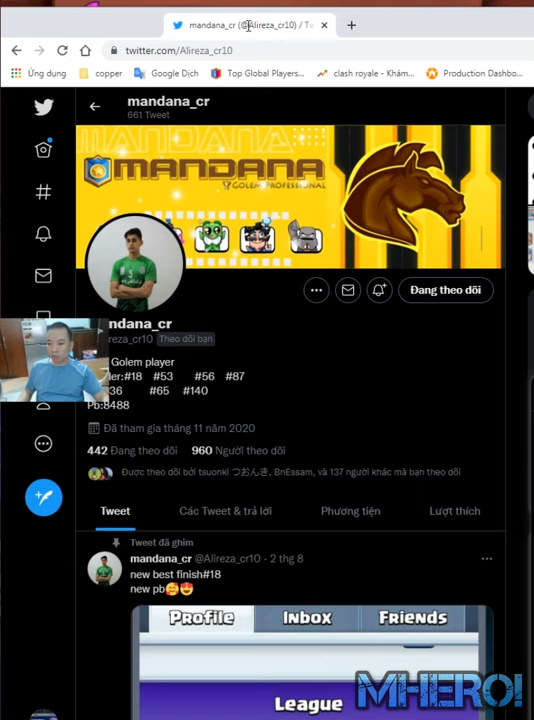 mandana_cr (@Alireza_cr10) / Tw
twitter.com/Alireza_cr10
Ứng dụng copper Google Dịch Top Global Players... clash royale - Khám... Production Dashbo...
mandana_cr
661 Tweet
MANDANA
MANDANA
GOLEM PROFESSIONAL
Đang theo dõi
ndana_cr
reza_cr10 Theo dõi bạn
Golem player
er:#18 #53 #56 #87
36 #65 #140
Pb:8488
Đã tham gia tháng 11 năm 2020
442 Đang theo dõi 960 Người theo dõi
Được theo dõi bởi tsuonki つおんき, BnEssam, và 137 người khác mà bạn theo dõi
Tweet Các Tweet & trả lời Phương tiện Lượt thích
Tweet đã ghim
mandana_cr @Alireza_cr10 · 2 thg 8
new best finish#18
new pb🥰😍
Profile Inbox Friends
League
MHERO!